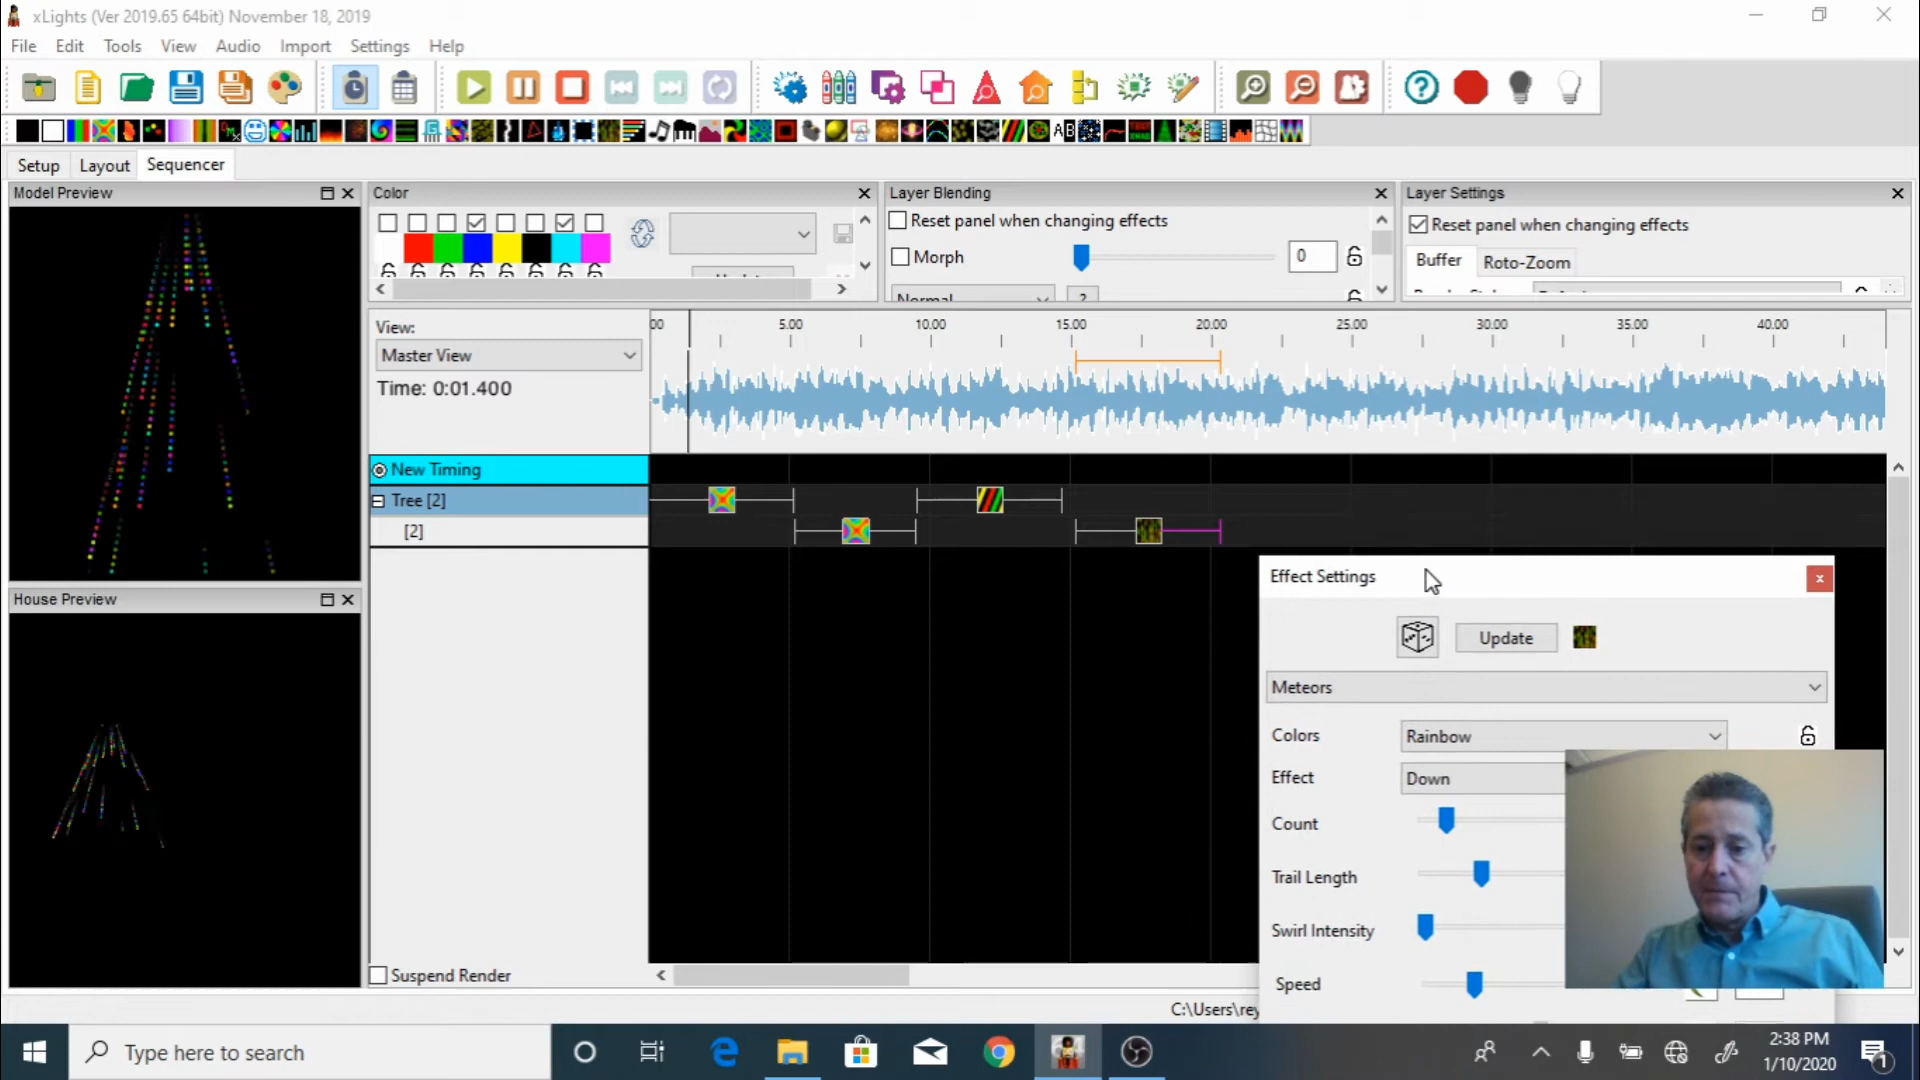 xLights (Ver 2019.65 64bit) November 18, 2019
File Edit Tools View Audio Import Settings Help
Setup Layout Sequencer
Model Preview
Color
Layer Blending
Layer Settings
Reset panel when changing effects
Reset panel when changing effects
Morph
0
Buffer
Roto-Zoom
Normal
?
View:
Master View
Time: 0:01.400
00 5.00 10.00 15.00 20.00 25.00 30.00 35.00 40.00
New Timing
Tree [2]
[2]
House Preview
Effect Settings
Update
Meteors
Colors
Rainbow
Effect
Down
Count
Trail Length
Swirl Intensity
Speed
Suspend Render
C:\Users\rey
Type here to search
2:38 PM
1/10/2020
1